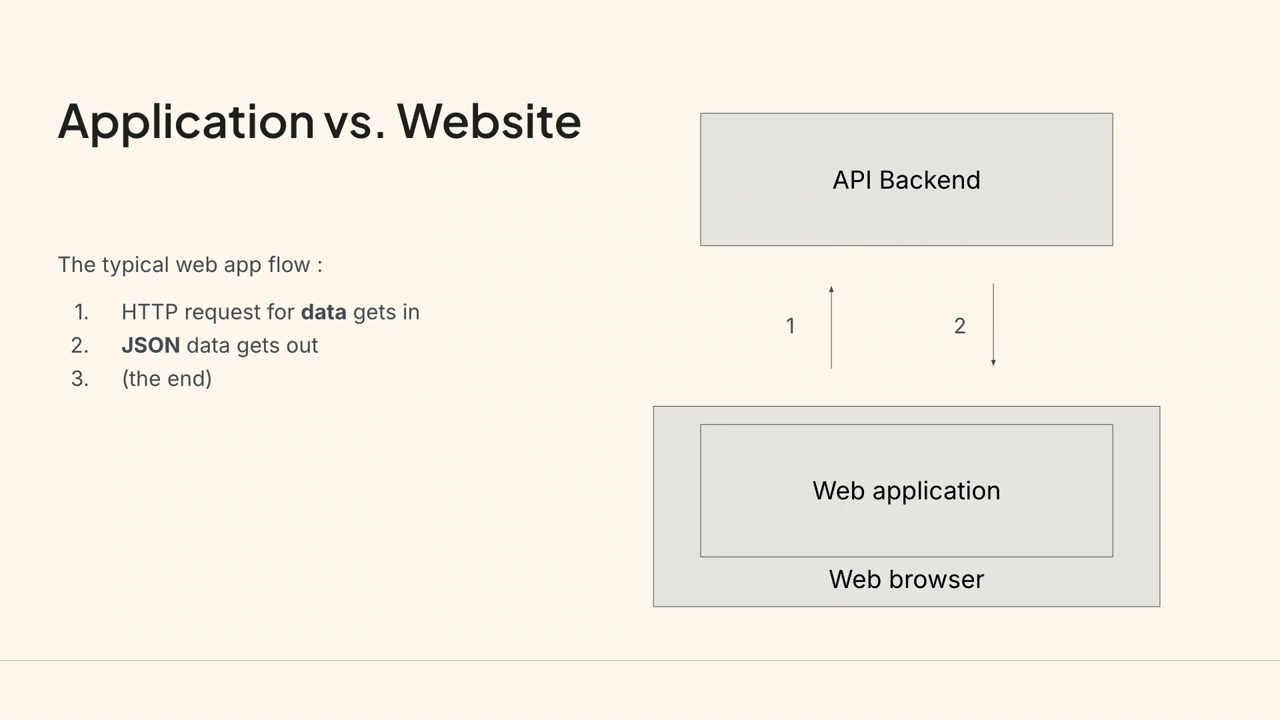 Application vs. Website
The typical web app flow :
1. HTTP request for data gets in
2. JSON data gets out
3. (the end)
API Backend
1
2
Web application
Web browser